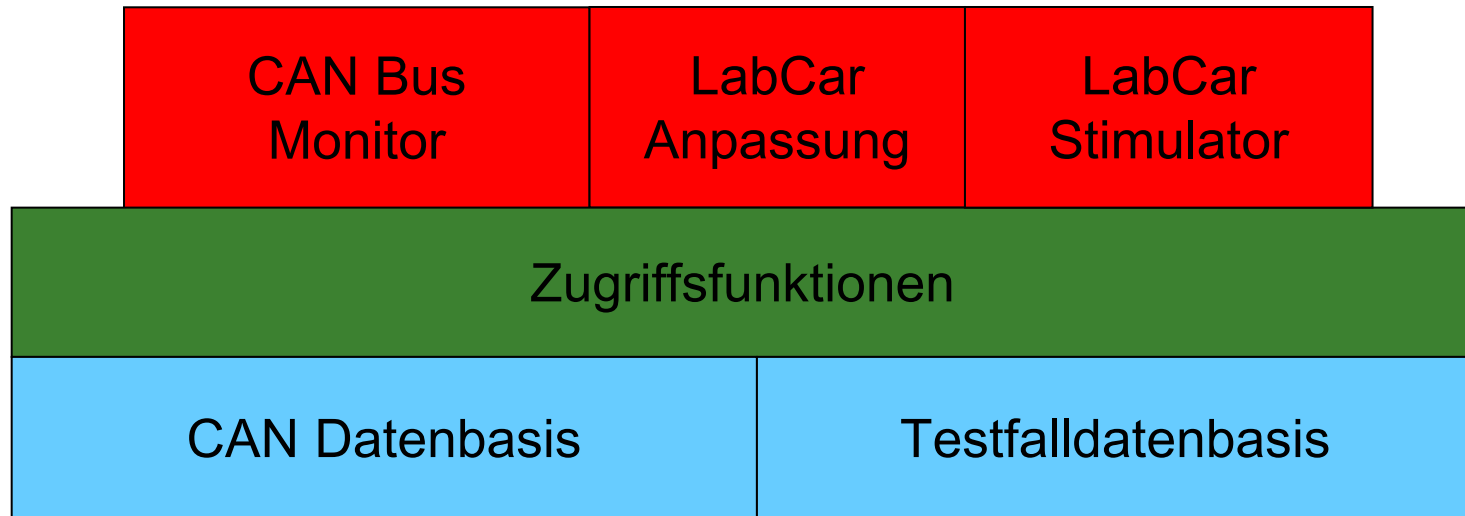 CAN Bus
Monitor
LabCar
Anpassung
LabCar
Stimulator
Zugriffsfunktionen
CAN Datenbasis
Testfalldatenbasis